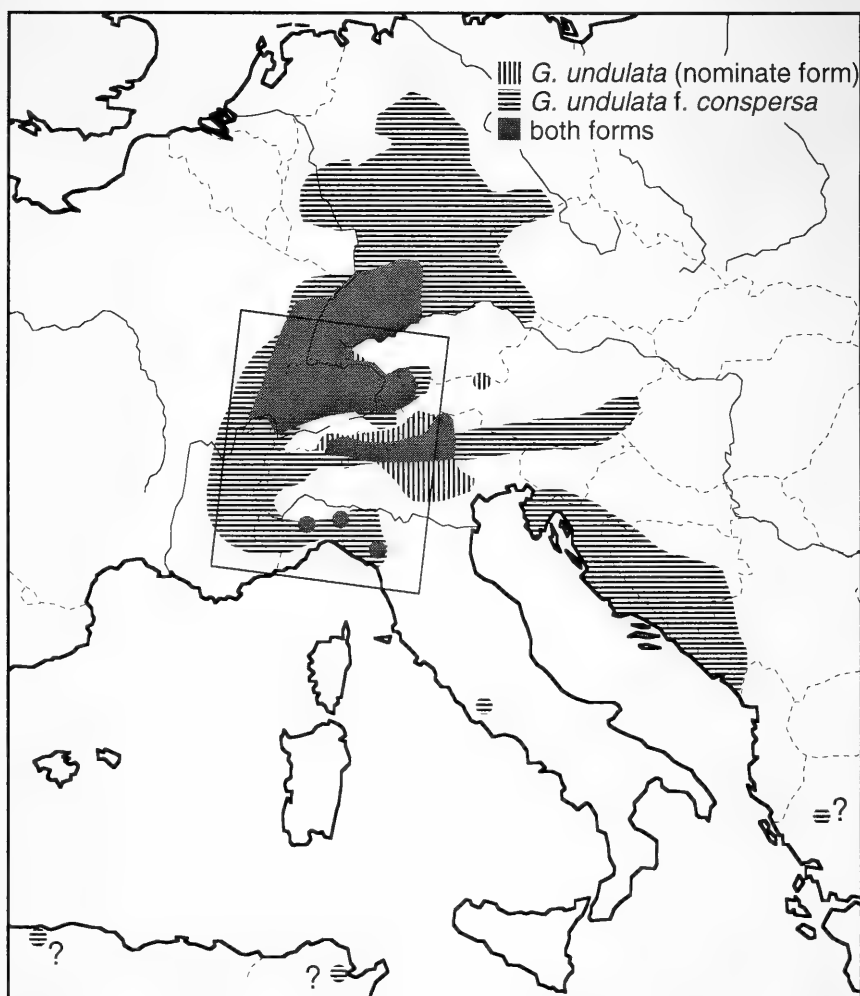 G. undulata (nominate form)
G. undulata f. conspersa
both forms
?
?
?